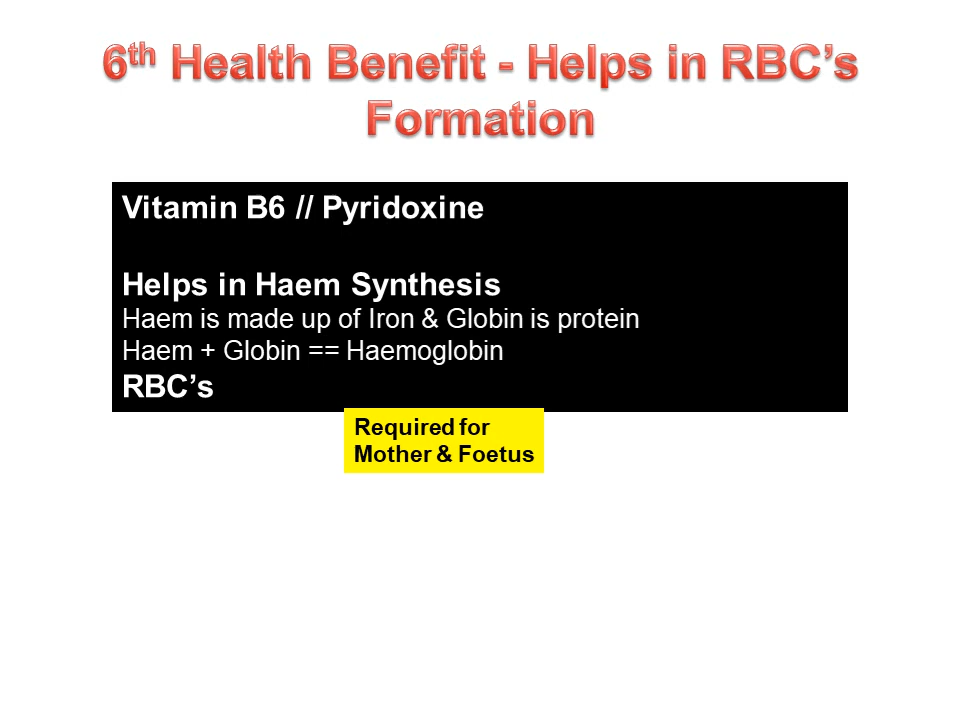 6th Health Benefit - Helps in RBC’s
Formation
Vitamin B6 // Pyridoxine
Helps in Haem Synthesis
Haem is made up of Iron & Globin is protein
Haem + Globin == Haemoglobin
RBC’s
Required for
Mother & Foetus